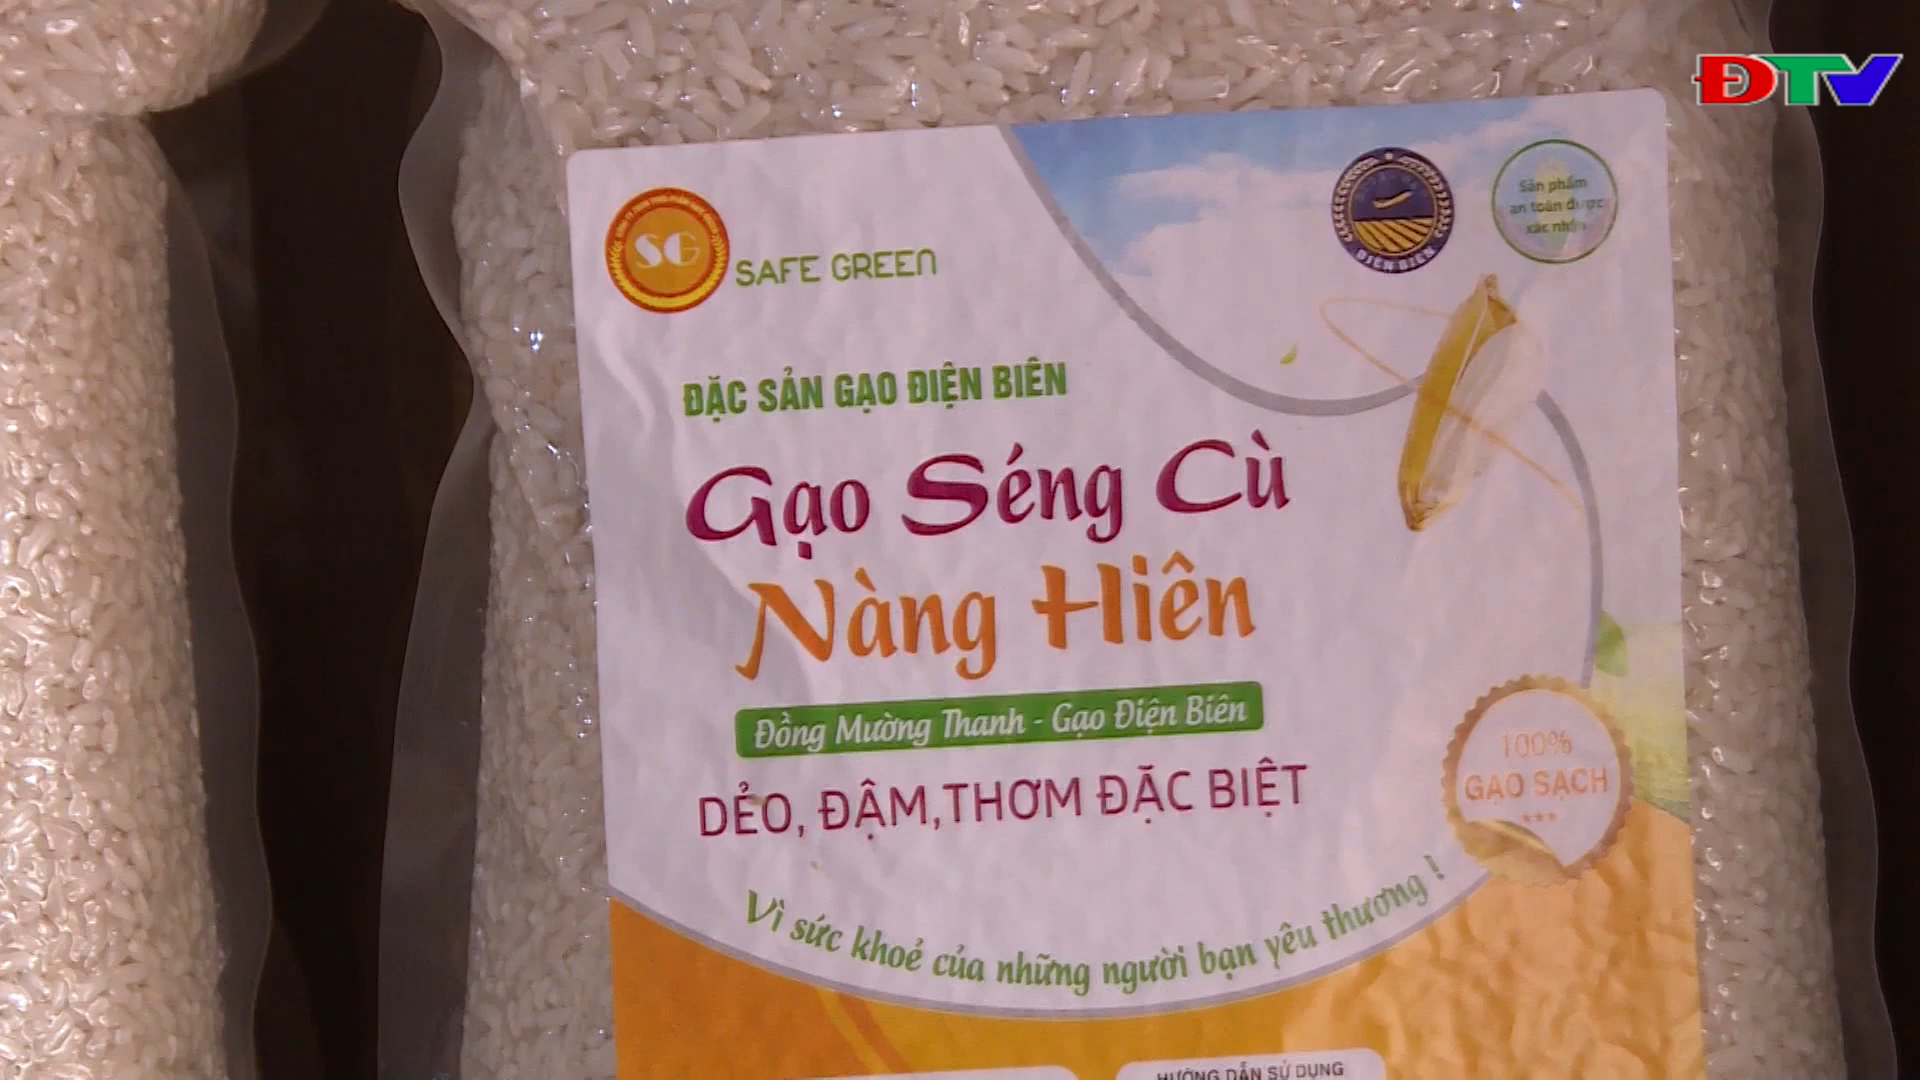 ĐTV
SG
SAFE GREEN
ĐIỆN BIÊN
Sản phẩm
an toàn được
xác nhận
ĐẶC SẢN GẠO ĐIỆN BIÊN
Gạo Séng Cù
Nàng Hiên
Đồng Mường Thanh - Gạo Điện Biên
DẺO, ĐẬM,THƠM ĐẶC BIỆT
100%
GẠO SẠCH
Vì sức khoẻ của những người bạn yêu thương !
HƯỚNG DẪN SỬ DỤNG